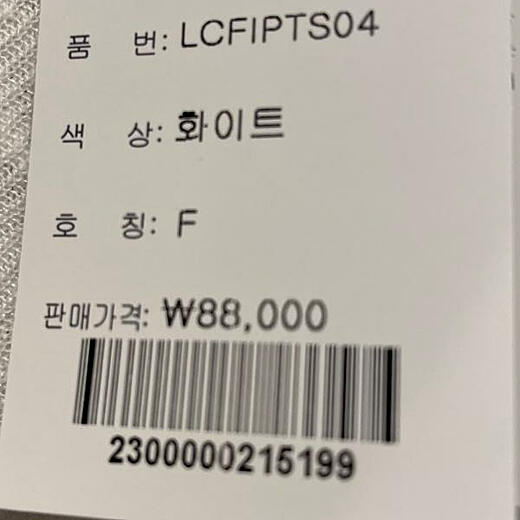 품 번: LCFIPTS04
색 상: 화이트
호 칭: F
판매가격: ₩88,000
2300000215199